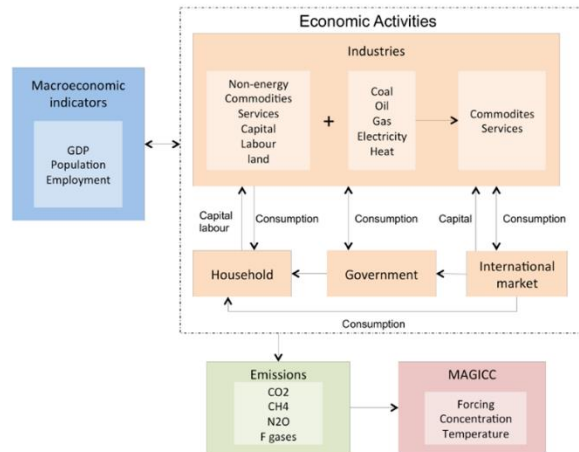 Economic Activities
Industries
Macroeconomic
indicators
GDP
Population
Employment
Non-energy
Commodities
Services
Capital
Labour
land
+
Coal
Oil
Gas
Electricity
Heat
Commodites
Services
Capital
labour
Consumption
Consumption
Capital
Consumption
Household
Government
International
market
Consumption
Emissions
CO2
CH4
N2O
F gases
MAGICC
Forcing
Concentration
Temperature